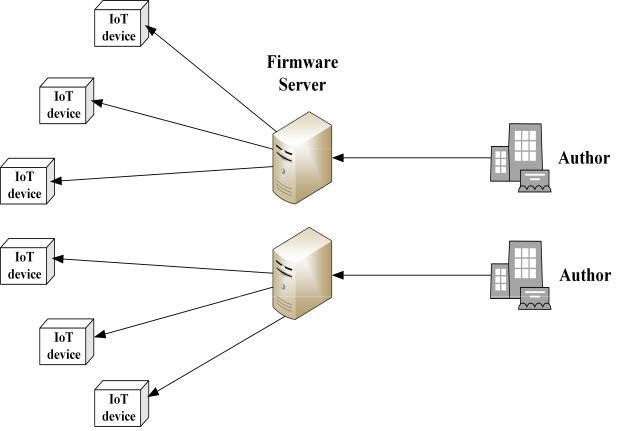 IoT
device
Firmware
Server
IoT
device
IoT
device
Author
IoT
device
Author
IoT
device
IoT
device